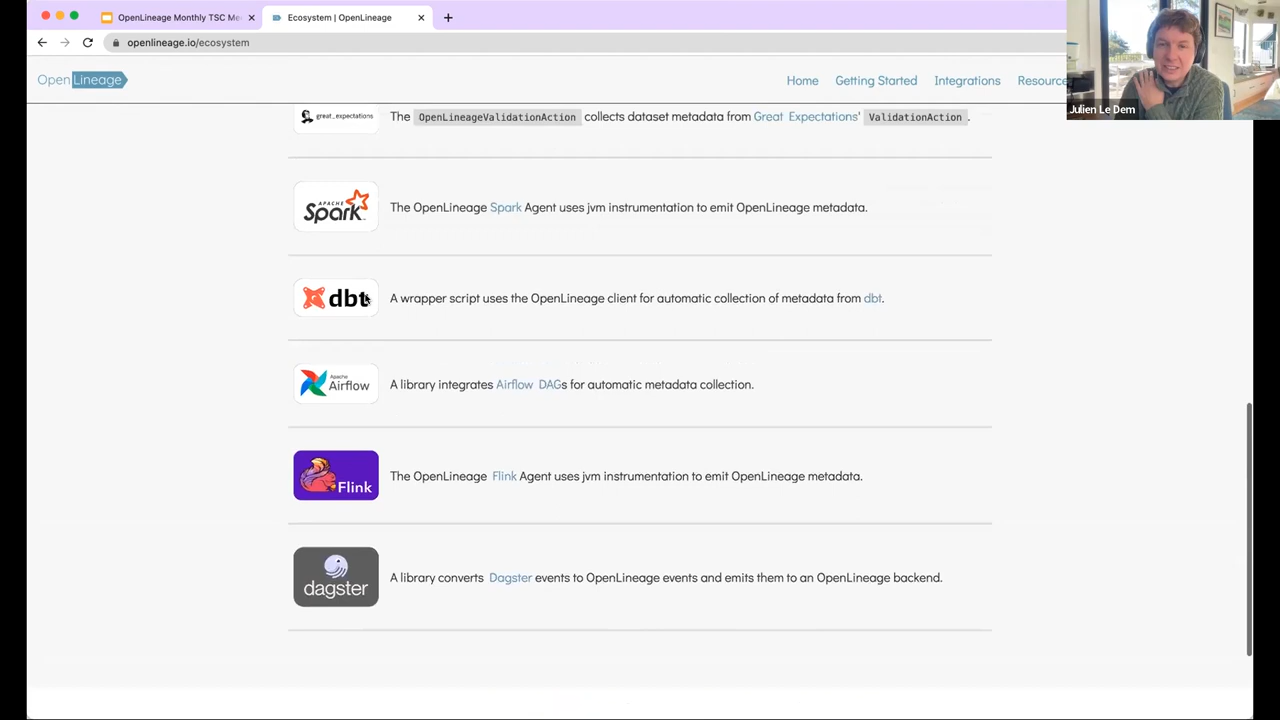 OpenLineage Monthly TSC Me
Ecosystem | OpenLineage
openlineage.io/ecosystem
OpenLineage
Home Getting Started Integrations Resource
Julien Le Dem
great_expectations
The OpenLineageValidationAction collects dataset metadata from Great Expectations' ValidationAction.
APACHE
Spark
The OpenLineage Spark Agent uses jvm instrumentation to emit OpenLineage metadata.
dbt
A wrapper script uses the OpenLineage client for automatic collection of metadata from dbt.
Apache
Airflow
A library integrates Airflow DAGs for automatic metadata collection.
Flink
The OpenLineage Flink Agent uses jvm instrumentation to emit OpenLineage metadata.
dagster
A library converts Dagster events to OpenLineage events and emits them to an OpenLineage backend.